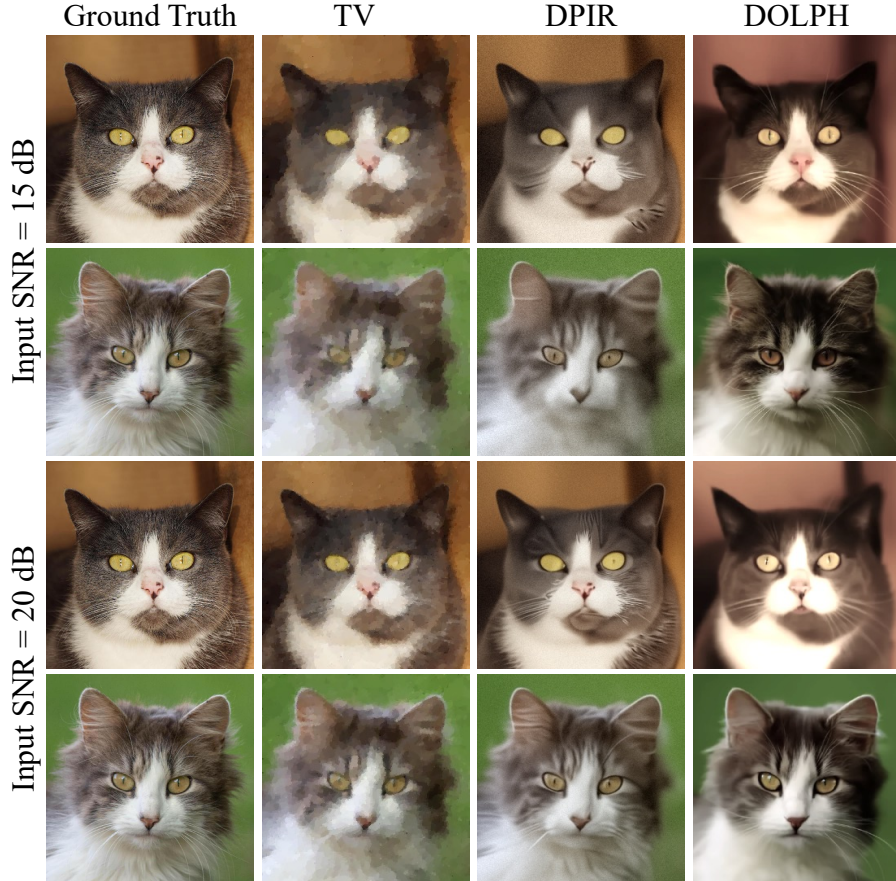 Ground Truth TV DPIR DOLPH
Input SNR = 15 dB
Input SNR = 20 dB